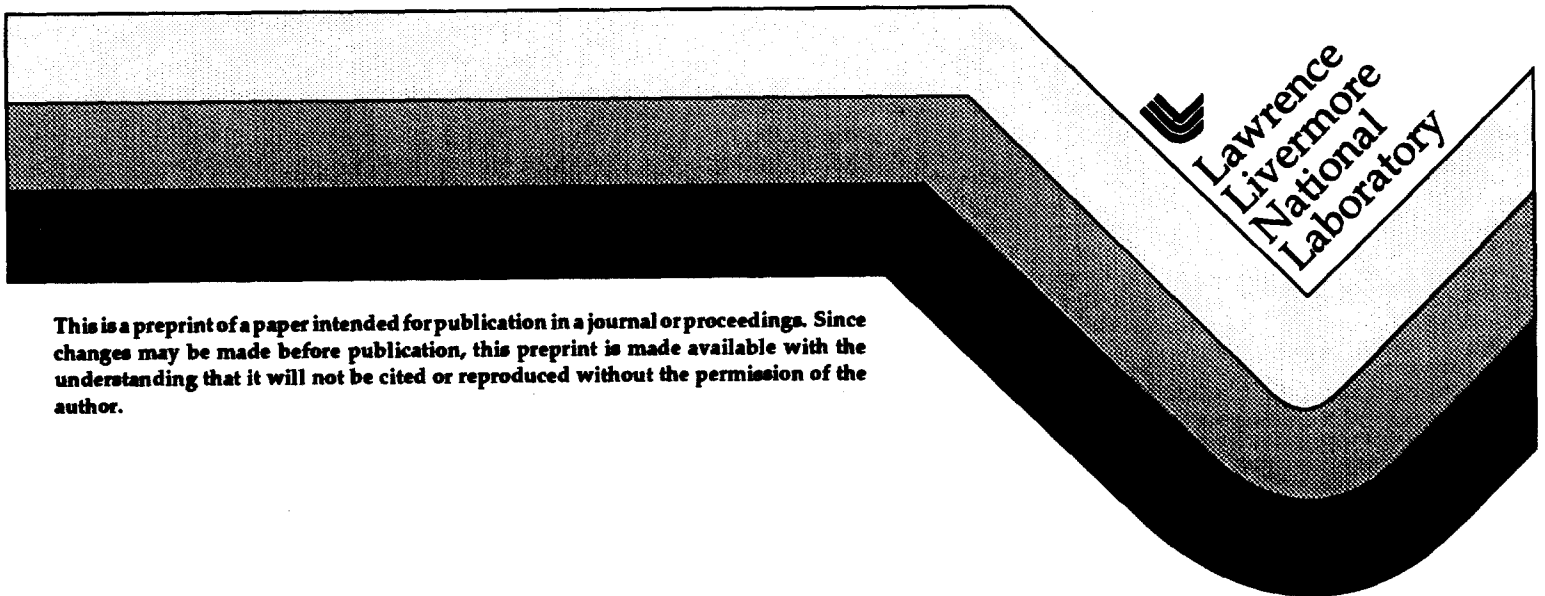 Lawrence
Livermore
National
Laboratory
This is a preprint of a paper intended for publication in a journal or proceedings. Since
changes may be made before publication, this preprint is made available with the
understanding that it will not be cited or reproduced without the permission of the
author.